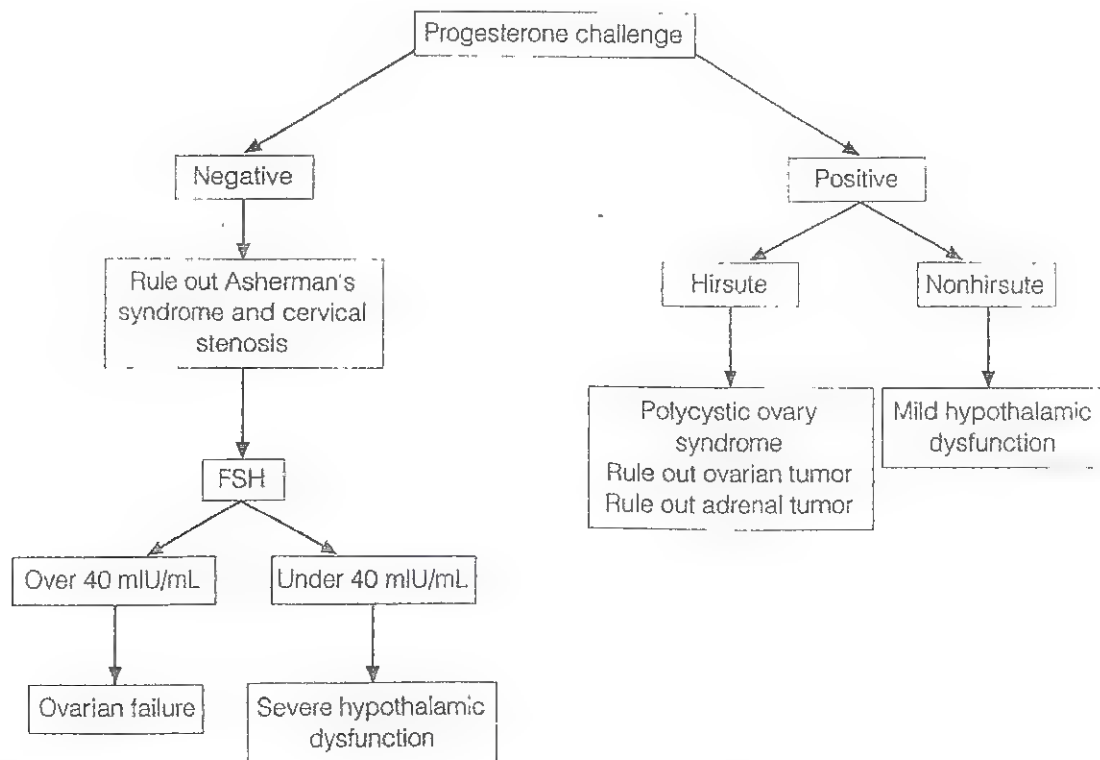 Progesterone challenge
Negative
Positive
Rule out Asherman's
syndrome and cervical
stenosis
Hirsute
Nonhirsute
Polycystic ovary
syndrome
Rule out ovarian tumor
Rule out adrenal tumor
Mild hypothalamic
dysfunction
FSH
Over 40 mIU/mL
Under 40 mIU/mL
Ovarian failure
Severe hypothalamic
dysfunction